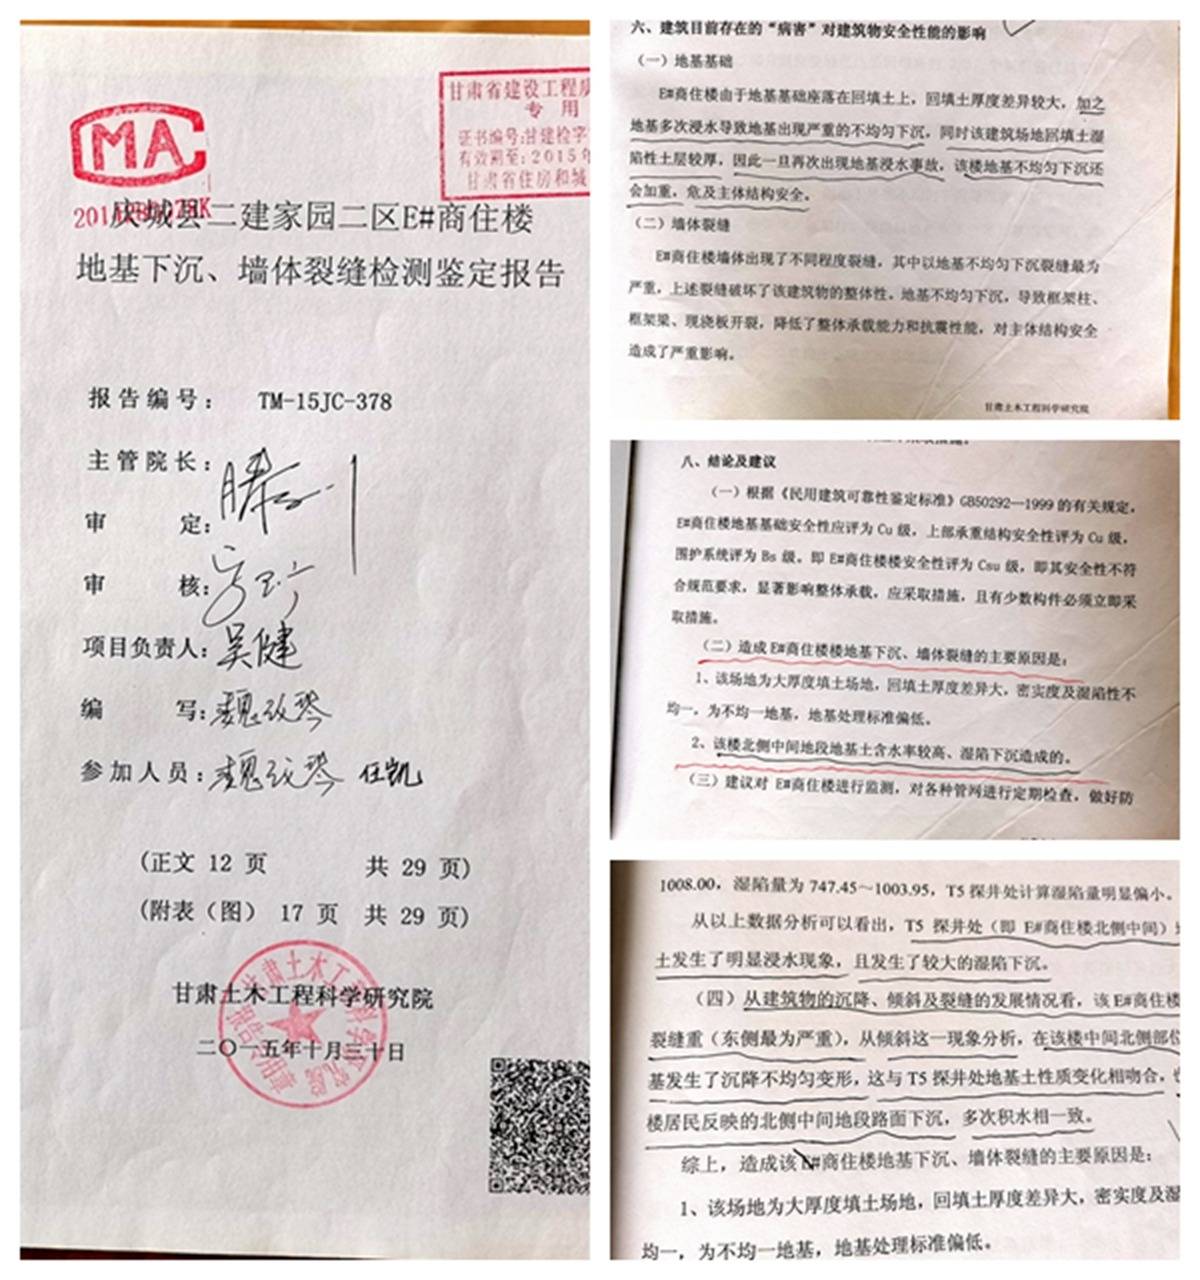 CMA
甘肃省建设工程质
专用
证书编号:甘建检字
有效期至:2015年
甘肃省住房和城
庆城县二建家园二区E#商住楼
地基下沉、墙体裂缝检测鉴定报告
报告编号: TM-15JC-378
主管院长:
审 定:
审 核:
项目负责人: 吴健
编 写: 魏玫琴
参加人员: 魏玫琴 任凯
(正文 12 页 共 29 页)
(附表(图) 17 页 共 29 页)
甘肃土木工程科学研究院
二〇一五年十月三十日
甘肃土木工程科学研究院
报告专用章
六、建筑目前存在的“病害”对建筑物安全性能的影响
(一)地基基础
E#商住楼由于地基基础座落在回填土上,回填土厚度差异较大,加之
地基多次浸水导致地基出现严重的不均匀下沉,同时该建筑场地回填土湿
陷性土层较厚,因此一旦再次出现地基浸水事故,该楼地基不均匀下沉还
会加重,危及主体结构安全。
(二)墙体裂缝
E#商住楼墙体出现了不同程度裂缝,其中以地基不均匀下沉裂缝最为
严重,上述裂缝破坏了该建筑物的整体性。地基不均匀下沉,导致框架柱、
框架梁、现浇板开裂,降低了整体承载能力和抗震性能,对主体结构安全
造成了严重影响。
甘肃土木工程科学研究院
八、结论及建议
(一)根据《民用建筑可靠性鉴定标准》GB50292—1999的有关规定,
E#商住楼地基基础安全性应评为 Cu 级,上部承重结构安全性评为 Cu 级,
围护系统评为 Bs 级。即 E#商住楼楼安全性评为 Csu 级,即其安全性不符
合规范要求,显著影响整体承载,应采取措施,且有少数构件必须立即采
取措施。
(二)造成 E#商住楼楼地基下沉、墙体裂缝的主要原因是:
1、该场地为大厚度填土场地,回填土厚度差异大,密实度及湿陷性不
均一,为不均一地基,地基处理标准偏低。
2、该楼北侧中间地段地基土含水率较高、湿陷下沉造成的。
(三)建议对 E#商住楼进行监测,对各种管网进行定期检查,做好防
1008.00,湿陷量为 747.45~1003.95,T5 探井处计算湿陷量明显偏小。
从以上数据分析可以看出,T5 探井处(即 E#商住楼北侧中间)
土发生了明显浸水现象,且发生了较大的湿陷下沉。
(四)从建筑物的沉降、倾斜及裂缝的发展情况看,该 E#商住楼
裂缝重(东侧最为严重),从倾斜这一现象分析,在该楼中间北侧部位
基发生了沉降不均匀变形,这与 T5 探井处地基土性质变化相吻合,
楼居民反映的北侧中间地段路面下沉,多次积水相一致。
综上,造成该E#商住楼地基下沉、墙体裂缝的主要原因是:
1、该场地为大厚度填土场地,回填土厚度差异大,密实度及湿
均一,为不均一地基,地基处理标准偏低。